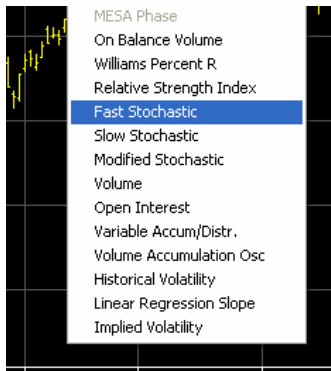 MESA Phase
On Balance Volume
Williams Percent R
Relative Strength Index
Fast Stochastic
Slow Stochastic
Modified Stochastic
Volume
Open Interest
Variable Accum/Distr.
Volume Accumulation Osc
Historical Volatility
Linear Regression Slope
Implied Volatility